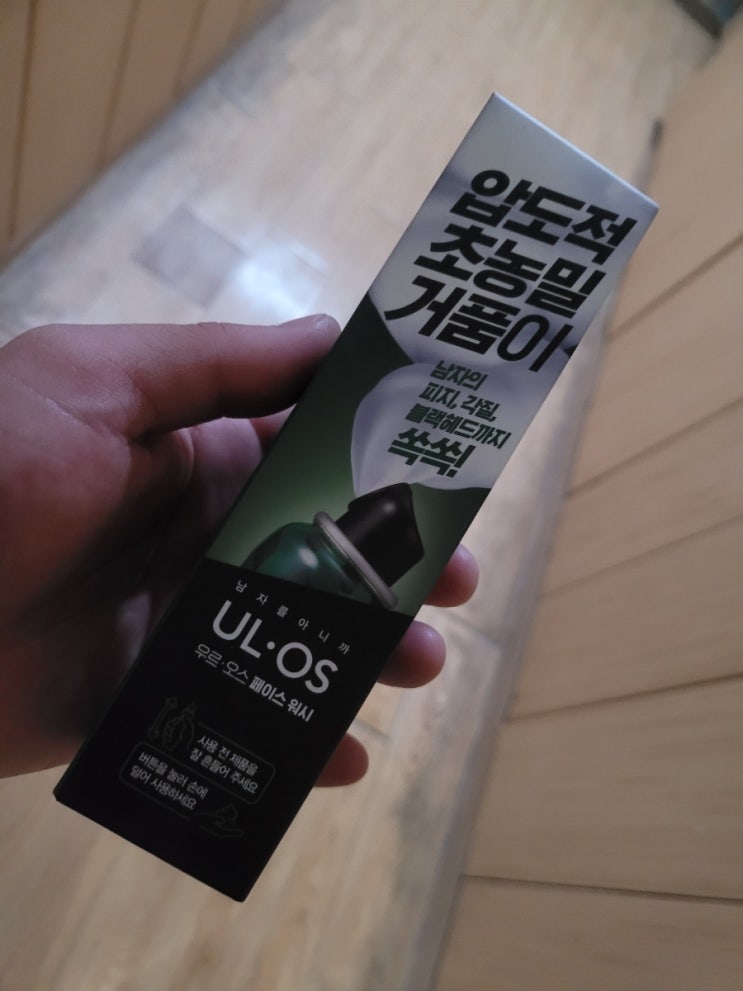 압도적
초농밀
거품이
남자의
피지, 각질,
블랙헤드까지
쏙쏙!
남자를아니까
UL·OS
우르·오스 페이스 워시
사용 전 제품을
잘 흔들어 주세요
버튼을 눌러 손에
덜어 사용하세요